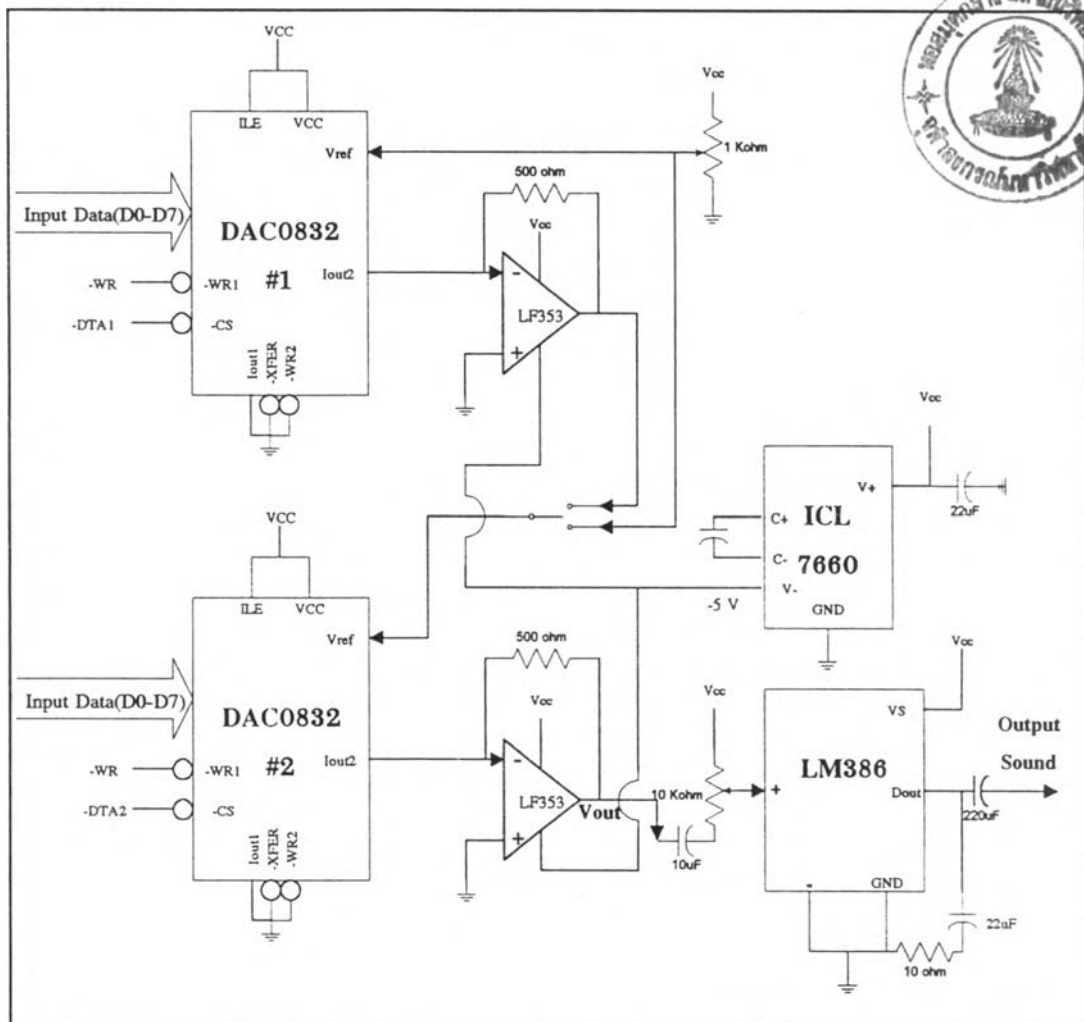 VCC
ILE VCC
Vref
Input Data(D0-D7)
DAC0832
#1
Iout2
-WR
-WR1
-DTA1
-CS
Iout1
-XFER
-WR2
500 ohm
Vcc
-
LF353
+
Vcc
1 Kohm
Vcc
V+
22uF
C+
ICL
C-
7660
V-
-5 V
GND
VCC
ILE VCC
Vref
Input Data(D0-D7)
DAC0832
#2
Iout2
-WR
-WR1
-DTA2
-CS
Iout1
-XFER
-WR2
500 ohm
Vcc
-
LF353
+
Vout
Vcc
10 Kohm
10uF
Vcc
VS
LM386
+
Dout
-
GND
Output
Sound
220uF
22uF
10 ohm